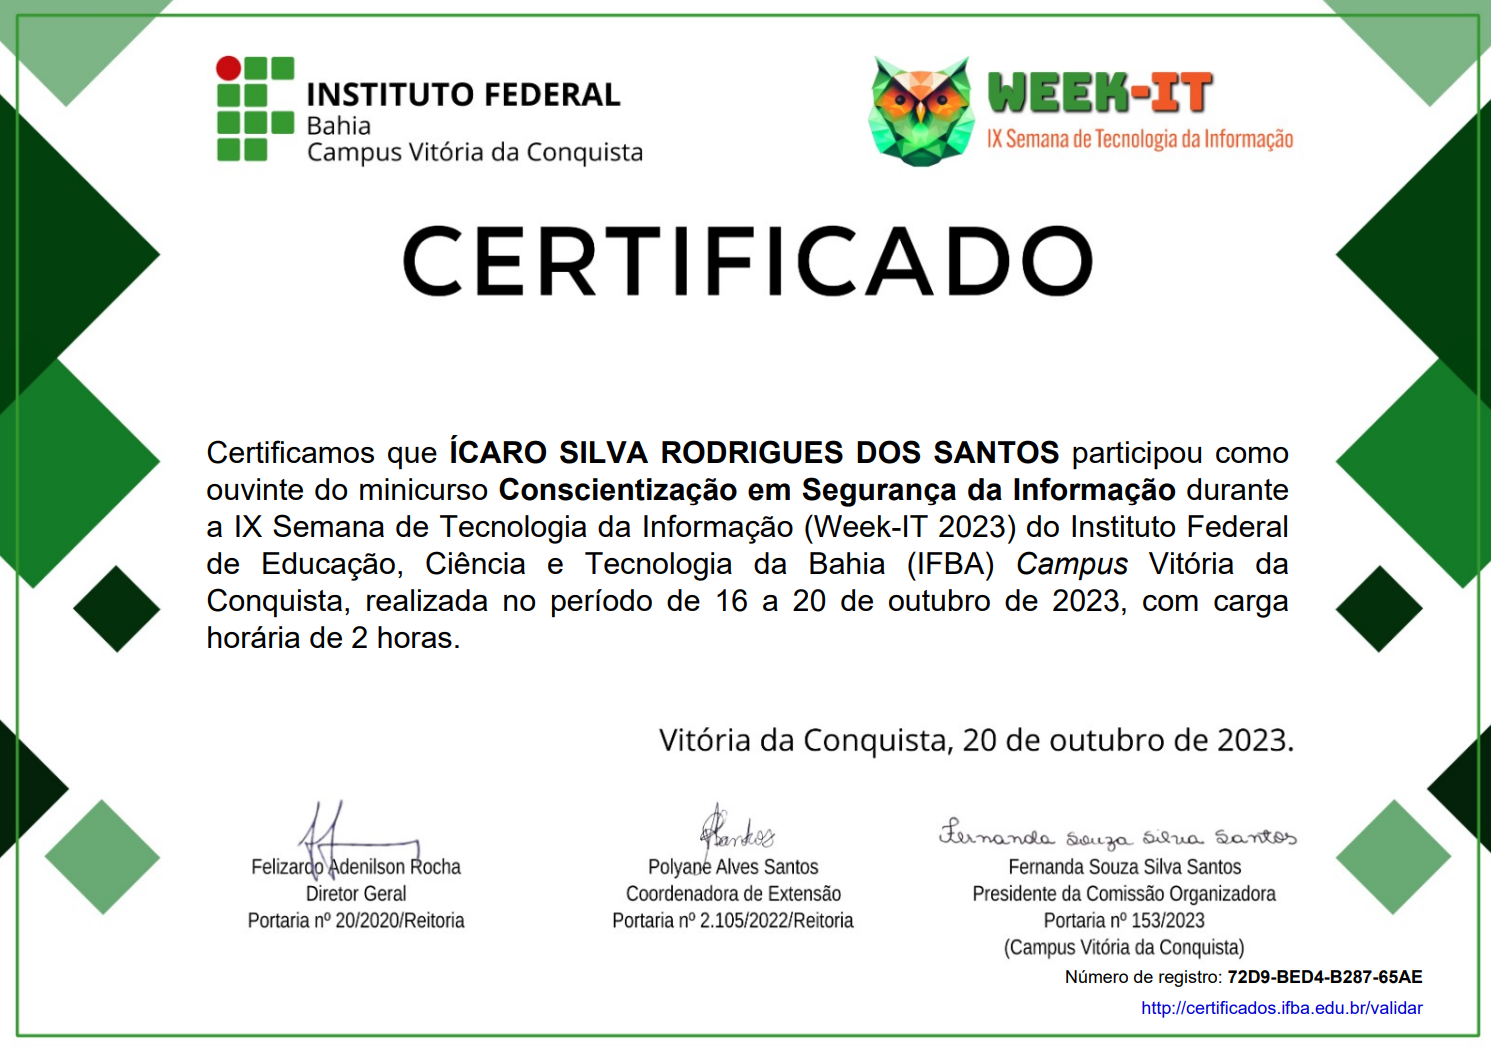 INSTITUTO FEDERAL
Bahia
Campus Vitória da Conquista
WEEK-IT
IX Semana de Tecnologia da Informação
CERTIFICADO
Certificamos que ÍCARO SILVA RODRIGUES DOS SANTOS participou como
ouvinte do minicurso Conscientização em Segurança da Informação durante
a IX Semana de Tecnologia da Informação (Week-IT 2023) do Instituto Federal
de Educação, Ciência e Tecnologia da Bahia (IFBA) Campus Vitória da
Conquista, realizada no período de 16 a 20 de outubro de 2023, com carga
horária de 2 horas.
Vitória da Conquista, 20 de outubro de 2023.
Felizardo Adenilson Rocha
Diretor Geral
Portaria nº 20/2020/Reitoria
Santos
Polyane Alves Santos
Coordenadora de Extensão
Portaria nº 2.105/2022/Reitoria
Fernanda Souza Silva Santos
Fernanda Souza Silva Santos
Presidente da Comissão Organizadora
Portaria nº 153/2023
(Campus Vitória da Conquista)
Número de registro: 72D9-BED4-B287-65AE
http://certificados.ifba.edu.br/validar